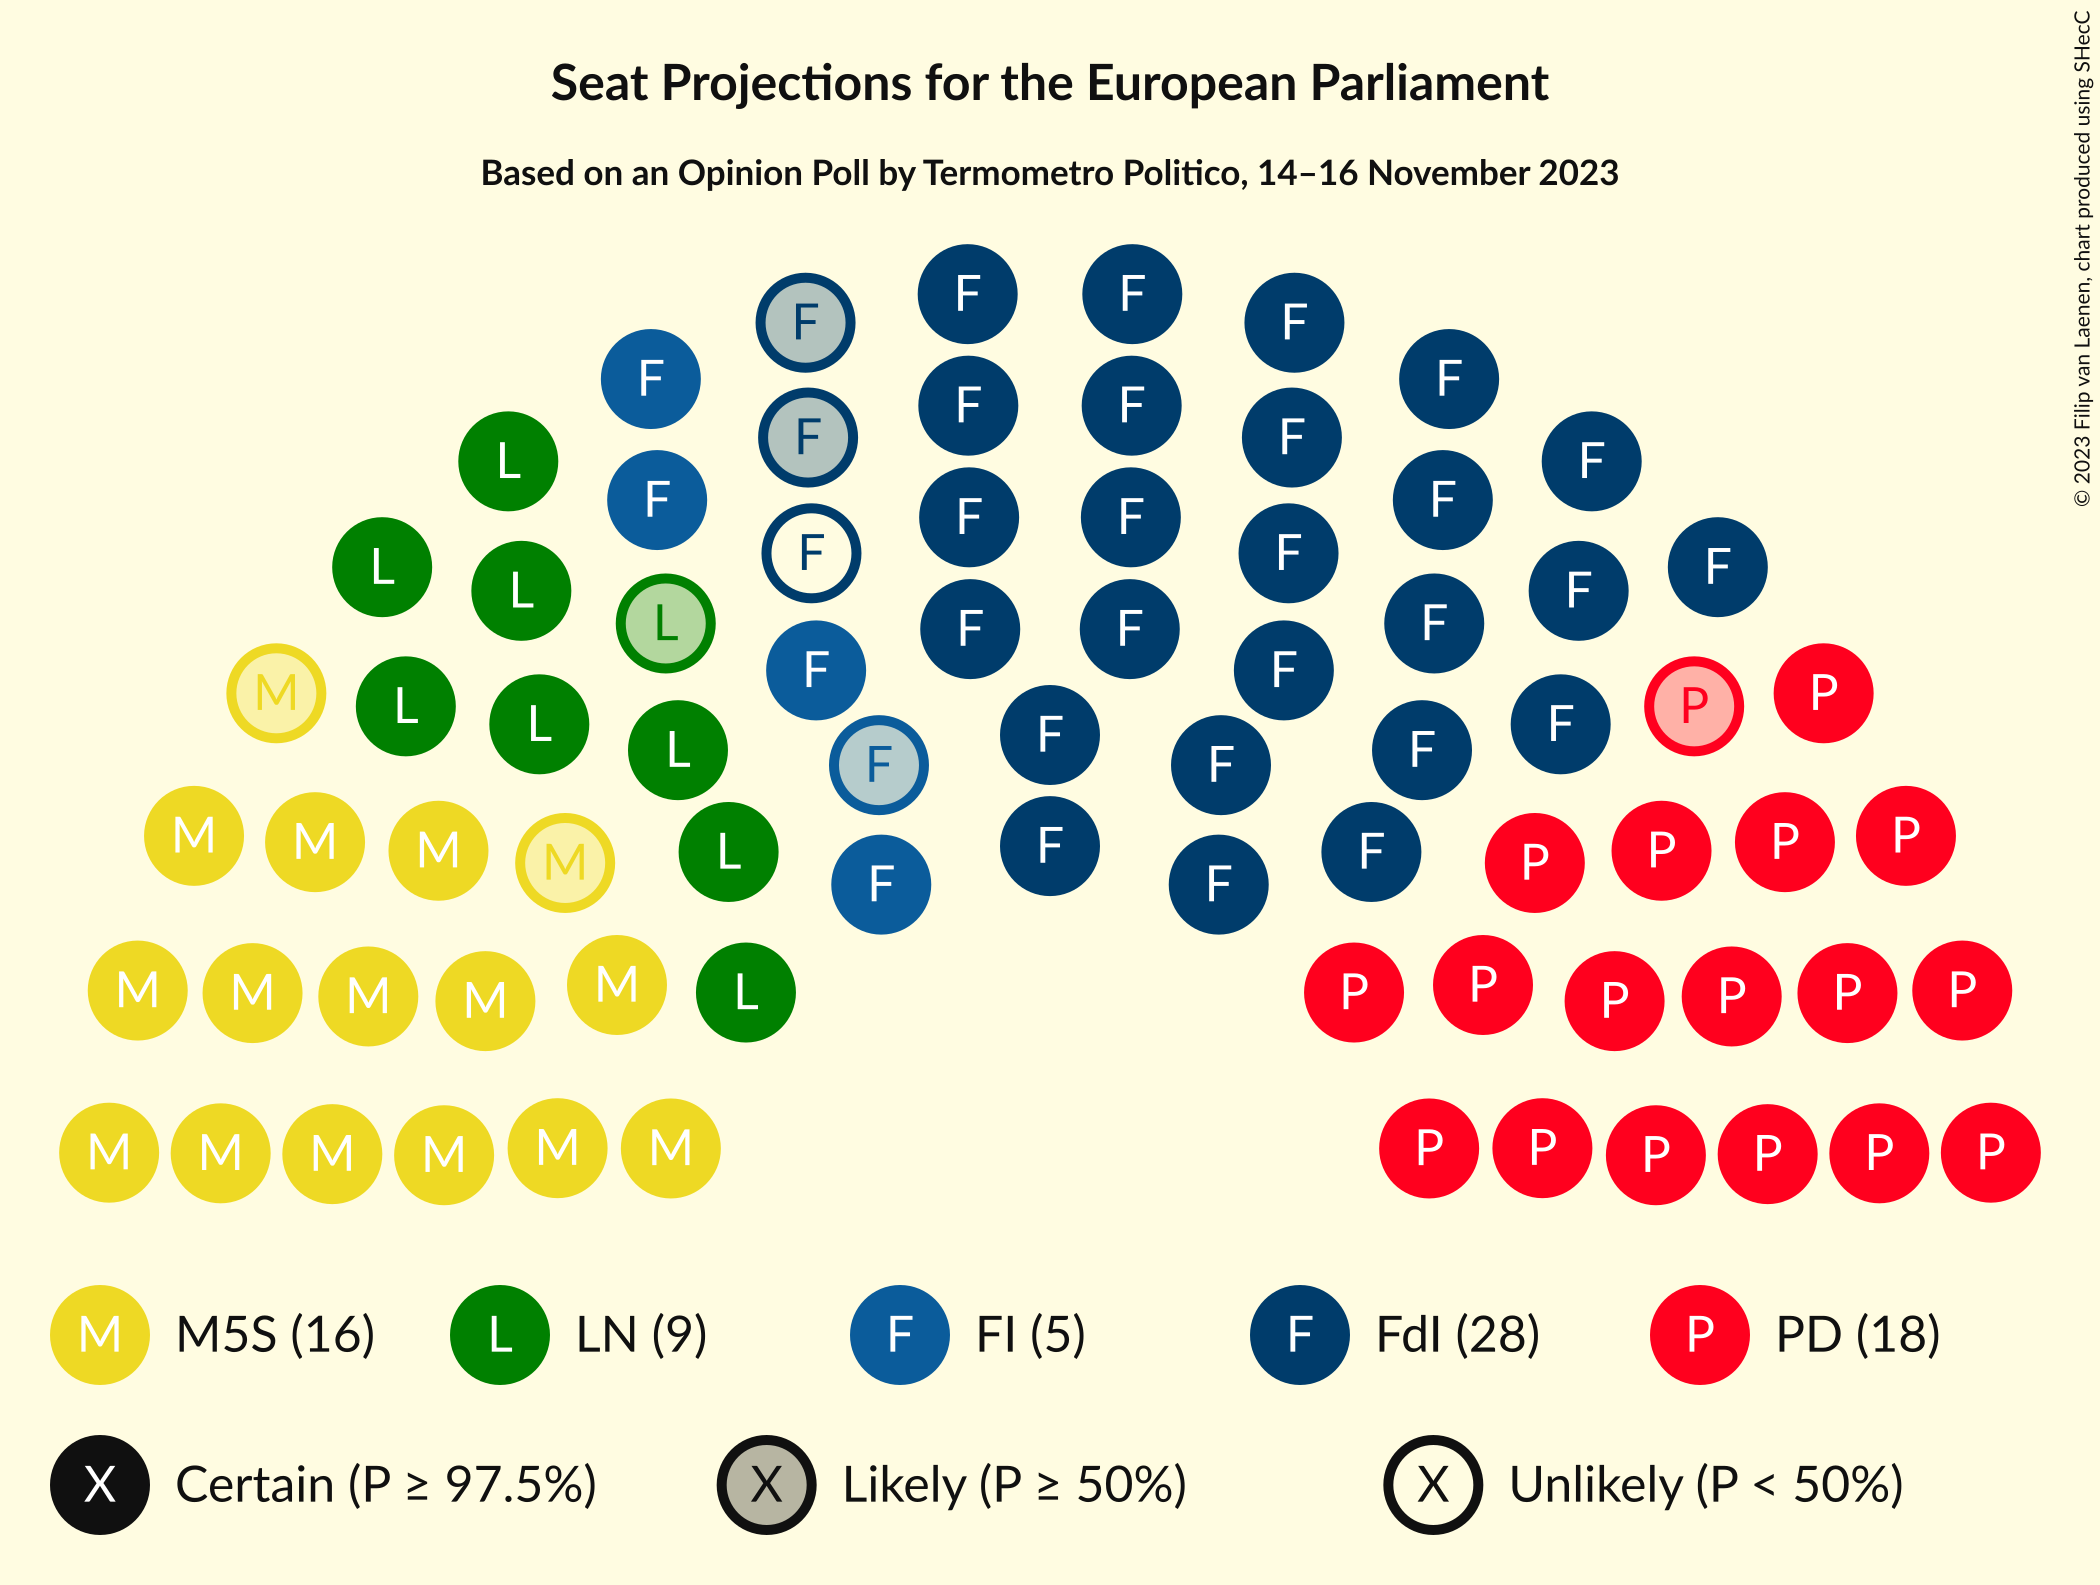 Seat Projections for the European Parliament
Based on an Opinion Poll by Termometro Politico, 14–16 November 2023
© 2023 Filip van Laenen, chart produced using SHecC
F F
F F
F F
F F
F F
L F F
F F
F F
L F F
L F L F F F F
F F
M L L L F F F F P P
F F F F
M M M M L F F P P P P
F F F
M M M M M L P P P P P P
M M M M M M P P P P P P
M M5S (16) L LN (9) F FI (5) F FdI (28) P PD (18)
X Certain (P ≥ 97.5%) X Likely (P ≥ 50%) X Unlikely (P < 50%)